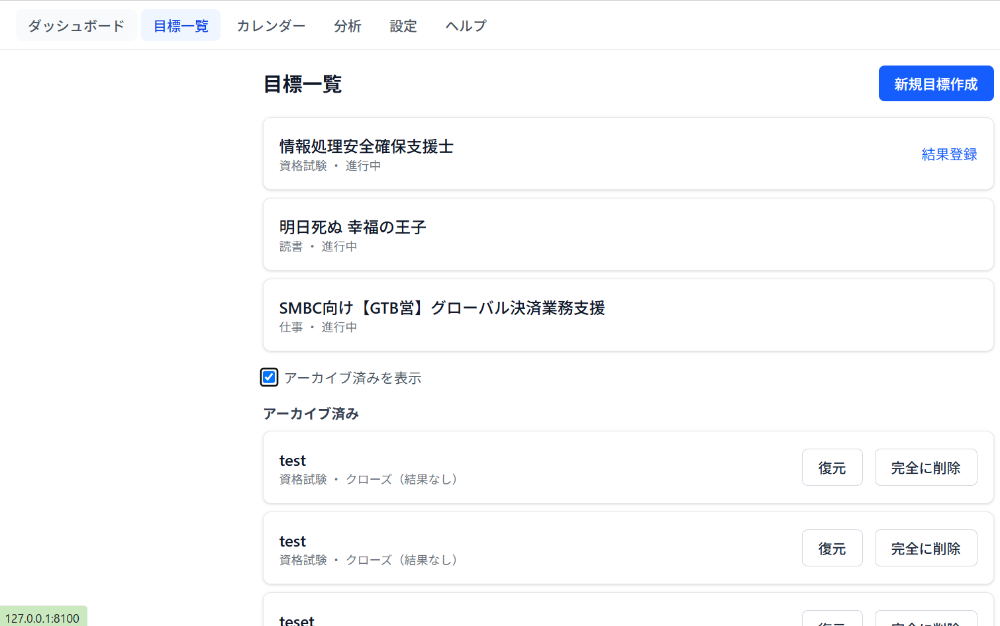 ダッシュボード 目標一覧 カレンダー 分析 設定 ヘルプ
目標一覧
新規目標作成
情報処理安全確保支援士
資格試験 ・ 進行中
結果登録
明日死ぬ 幸福の王子
読書 ・ 進行中
SMBC向け【GTB営】グローバル決済業務支援
仕事 ・ 進行中
アーカイブ済みを表示
アーカイブ済み
test
資格試験 ・ クローズ（結果なし）
復元 完全に削除
test
資格試験 ・ クローズ（結果なし）
復元 完全に削除
teset
復元 完全に削除
127.0.0.1:8100